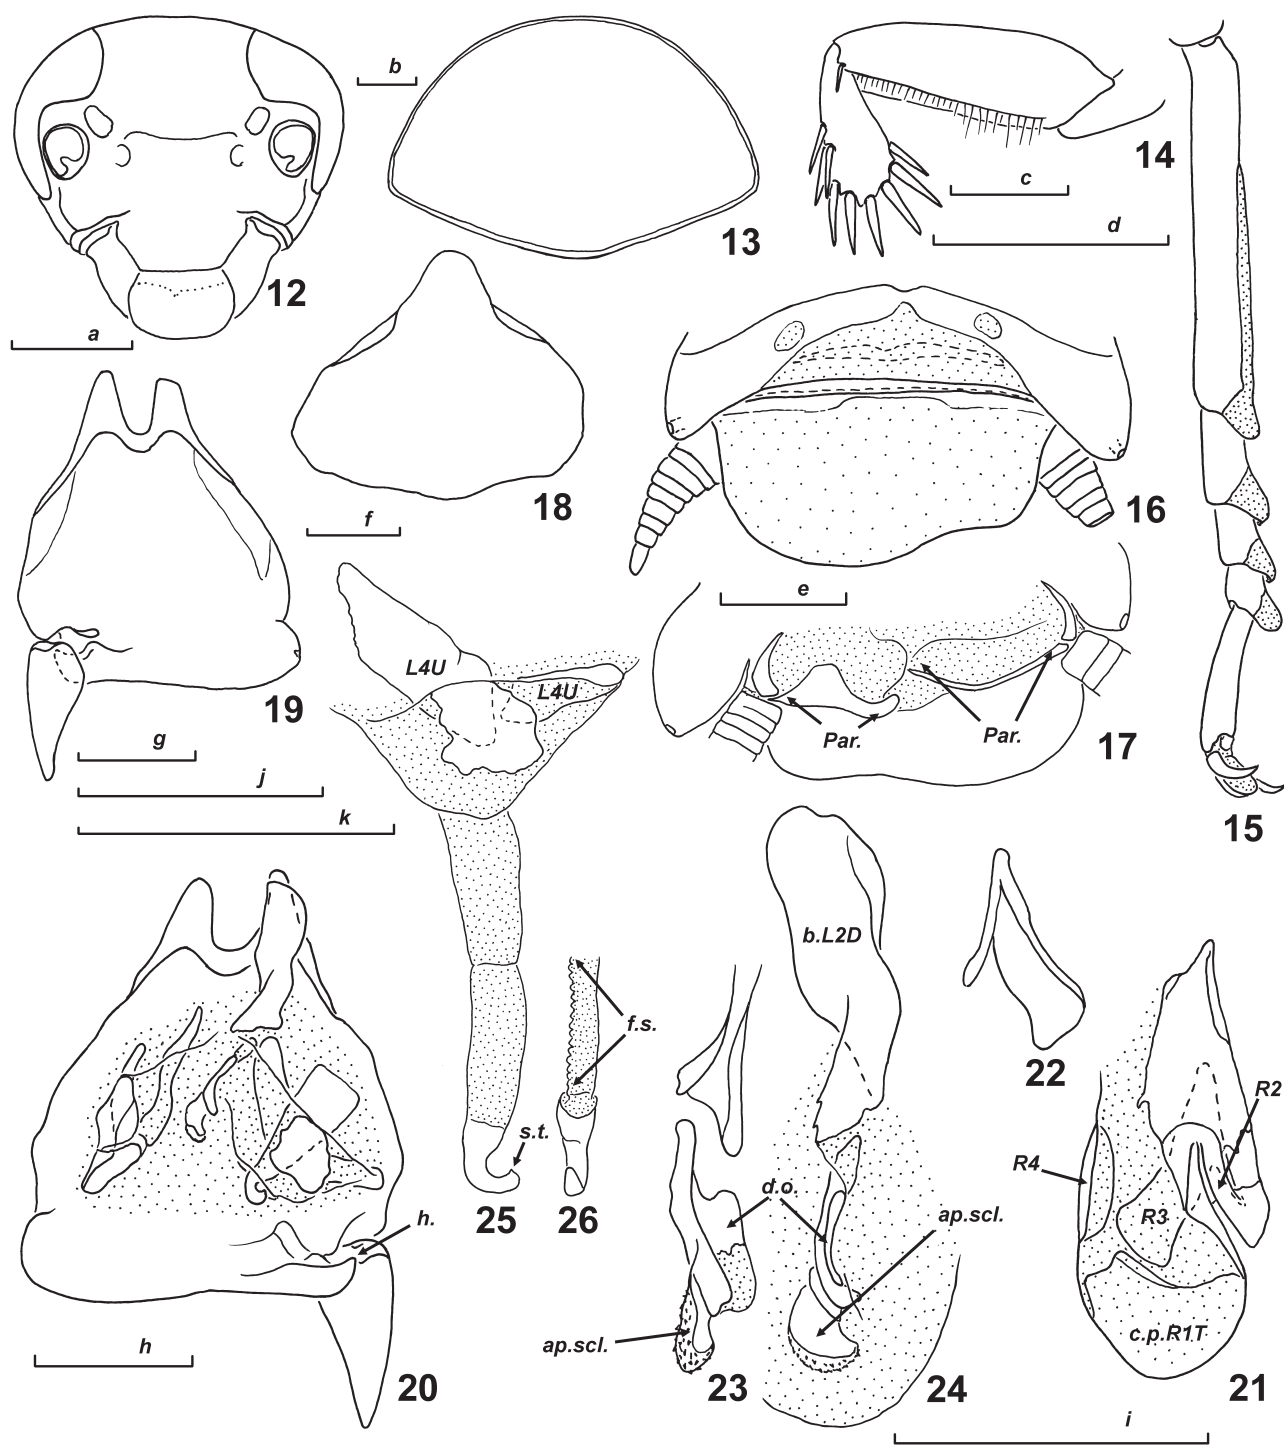 b
14
c
13
d
12
a
18
16
f
e
L4U
L4U
19
Par.
Par.
17
g
j
15
k
b.L2D
f.s.
22
R2
s.t.
R4
d.o.
ap.scl.
R3
25
26
h.
ap.scl.
c.p.R1T
h
20
23
24
21
i